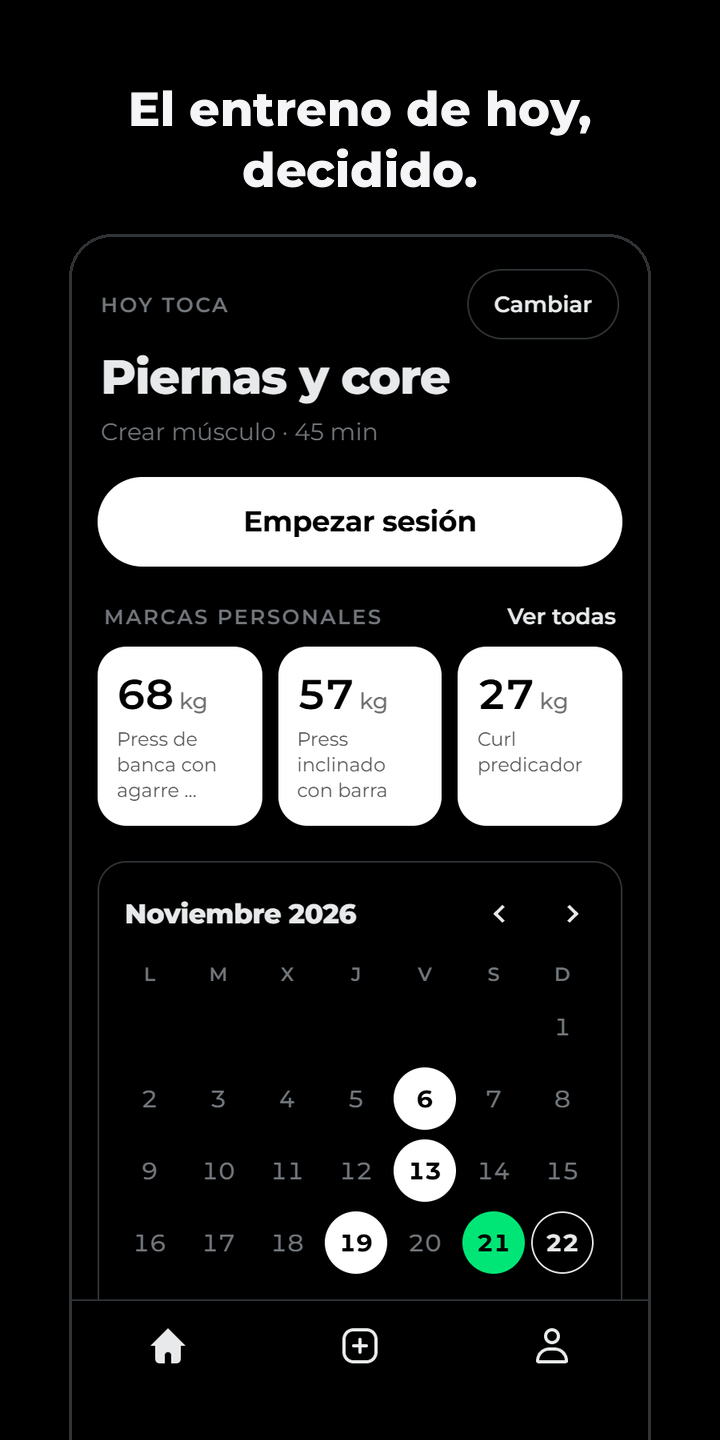 El entreno de hoy,
decidido.
HOY TOCA
Cambiar
Piernas y core
Crear músculo · 45 min
Empezar sesión
MARCAS PERSONALES
Ver todas
68 kg
Press de
banca con
agarre ...
57 kg
Press
inclinado
con barra
27 kg
Curl
predicador
Noviembre 2026
L M X J V S D
1
2 3 4 5 6 7 8
9 10 11 12 13 14 15
16 17 18 19 20 21 22